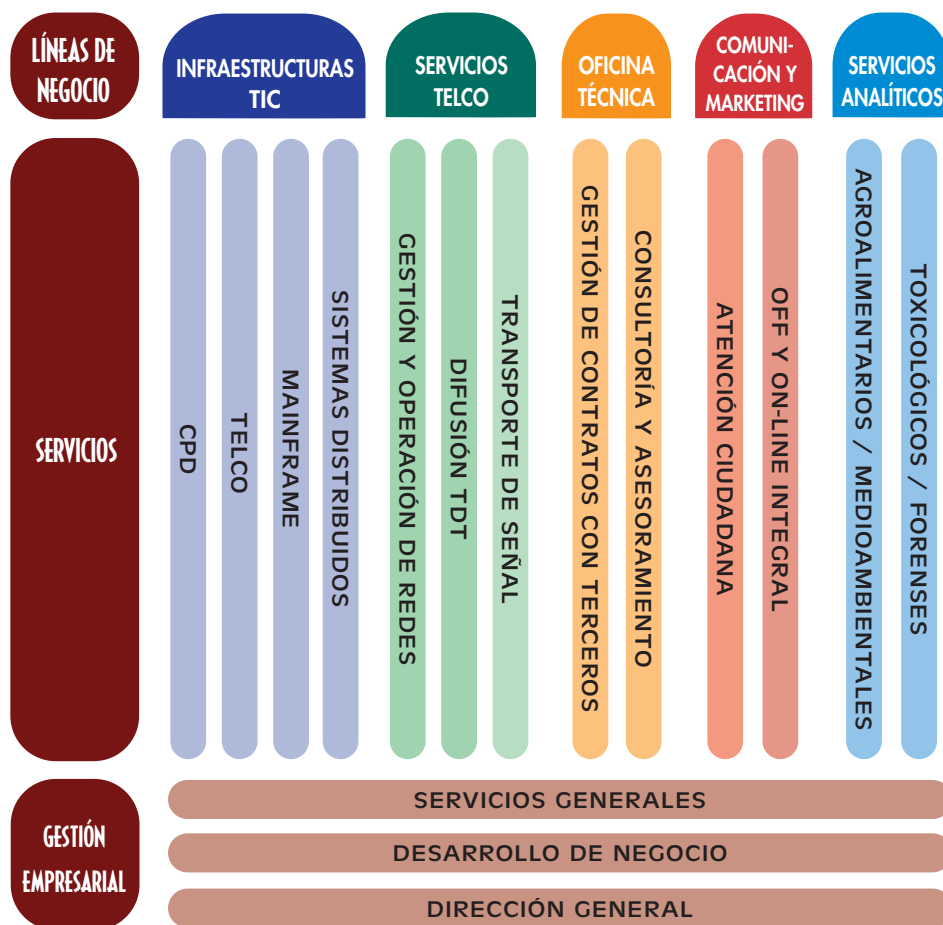 LÍNEAS DE
NEGOCIO
INFRAESTRUCTURAS
TIC
SERVICIOS
TELCO
OFICINA
TÉCNICA
COMUNI-
CACIÓN Y
MARKETING
SERVICIOS
ANALÍTICOS
SERVICIOS
CPD
TELCO
MAINFRAME
SISTEMAS DISTRIBUIDOS
GESTIÓN Y OPERACIÓN DE REDES
DIFUSIÓN TDT
TRANSPORTE DE SEÑAL
GESTIÓN DE CONTRATOS CON TERCEROS
CONSULTORÍA Y ASESORAMIENTO
ATENCIÓN CIUDADANA
OFF Y ON-LINE INTEGRAL
AGROALIMENTARIOS / MEDIOAMBIENTALES
TOXICOLÓGICOS / FORENSES
GESTIÓN
EMPRESARIAL
SERVICIOS GENERALES
DESARROLLO DE NEGOCIO
DIRECCIÓN GENERAL